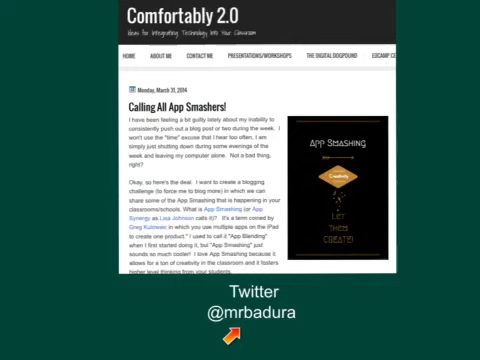 Comfortably 2.0
Ideas for Integrating Technology Into Your Classroom
HOME ABOUT ME CONTACT ME PRESENTATIONS/WORKSHOPS THE DIGITAL DOGPOUND EDCAMP CE
Monday, March 31, 2014
Calling All App Smashers!
I have been feeling a bit guilty lately about my inability to
consistently push out a blog post or two during the week. I
won't use the "time" excuse that I hear too often, I am
simply just shutting down during some evenings of the
week and leaving my computer alone. Not a bad thing,
right?
Okay, so here's the deal. I want to create a blogging
challenge (to force me to blog more) in which we can
share some of the App Smashing that is happening in your
classrooms/schools. What is App Smashing (or App
Synergy as Lisa Johnson calls it)? It's a term coined by
Greg Kulowiec in which you use multiple apps on the iPad
to create one product." I used to call it "App Blending"
when I first started doing it, but "App Smashing" just
sounds so much cooler! I love App Smashing because it
allows for a ton of creativity in the classroom and it fosters
higher level thinking from your students.
APP SMASHING
Creativity
LET
THEM
CREATE!
Twitter
@mrbadura